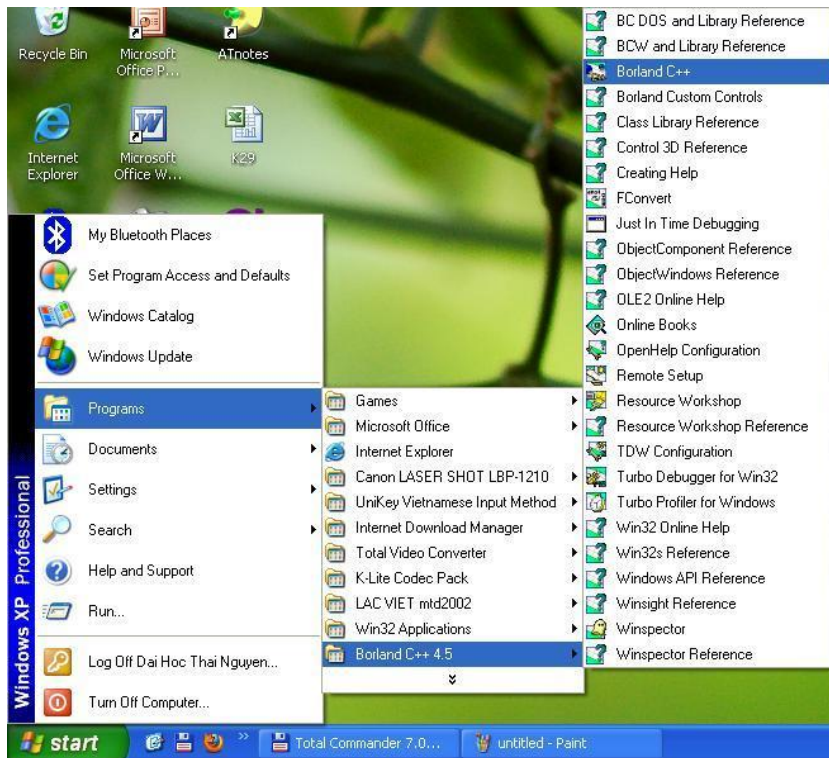 Recycle Bin
Microsoft
Office P...
ATnotes
Internet
Explorer
Microsoft
Office W...
K29
My Bluetooth Places
Set Program Access and Defaults
Windows Catalog
Windows Update
Programs
Documents
Settings
Search
Help and Support
Run...
Log Off Dai Hoc Thai Nguyen...
Turn Off Computer...
Windows XP Professional
Games
Microsoft Office
Internet Explorer
Canon LASER SHOT LBP-1210
UniKey Vietnamese Input Method
Internet Download Manager
Total Video Converter
K-Lite Codec Pack
LAC VIET mtd2002
Win32 Applications
Borland C++ 4.5
BC DOS and Library Reference
BCW and Library Reference
Borland C++
Borland Custom Controls
Class Library Reference
Control 3D Reference
Creating Help
FConvert
Just In Time Debugging
ObjectComponent Reference
ObjectWindows Reference
OLE2 Online Help
Online Books
OpenHelp Configuration
Remote Setup
Resource Workshop
Resource Workshop Reference
TDW Configuration
Turbo Debugger for Win32
Turbo Profiler for Windows
Win32 Online Help
Win32s Reference
Windows API Reference
Winsight Reference
Winspector
Winspector Reference
start
Total Commander 7.0...
untitled - Paint